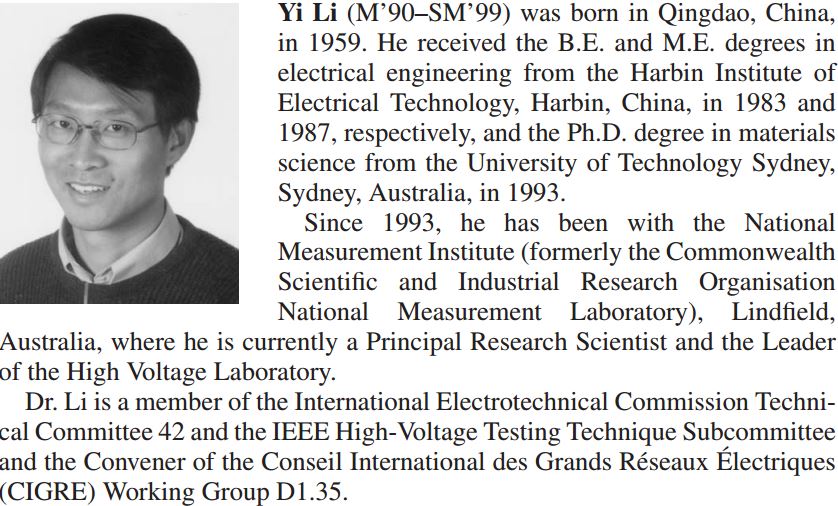 Yi Li (M’90–SM’99) was born in Qingdao, China,
in 1959. He received the B.E. and M.E. degrees in
electrical engineering from the Harbin Institute of
Electrical Technology, Harbin, China, in 1983 and
1987, respectively, and the Ph.D. degree in materials
science from the University of Technology Sydney,
Sydney, Australia, in 1993.
Since 1993, he has been with the National
Measurement Institute (formerly the Commonwealth
Scientific and Industrial Research Organisation
National Measurement Laboratory), Lindfield,
Australia, where he is currently a Principal Research Scientist and the Leader
of the High Voltage Laboratory.
Dr. Li is a member of the International Electrotechnical Commission Techni-
cal Committee 42 and the IEEE High-Voltage Testing Technique Subcommittee
and the Convener of the Conseil International des Grands Réseaux Électriques
(CIGRE) Working Group D1.35.